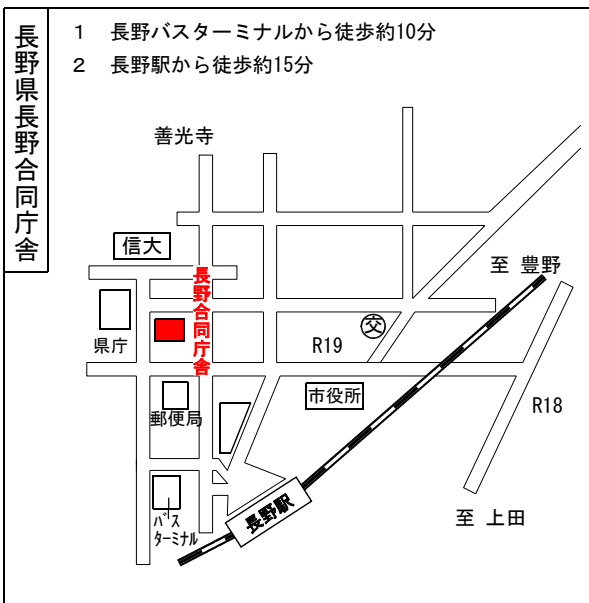 長野県長野合同庁舎
1 長野バスターミナルから徒歩約10分
2 長野駅から徒歩約15分
善光寺
信大
至 豊野
長野合同庁舎
県庁
交
R19
市役所
R18
郵便局
バス
ターミナル
長野駅
至 上田